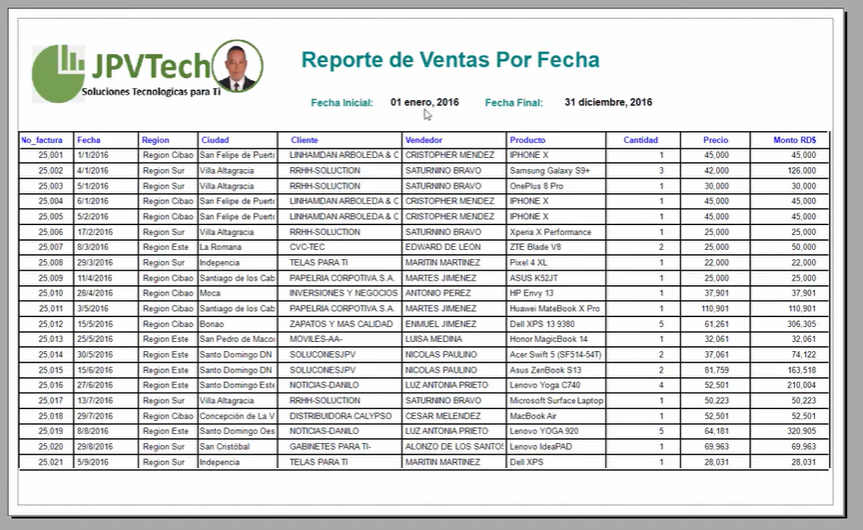 JPVTech
Soluciones Tecnologicas para Ti
Reporte de Ventas Por Fecha
Fecha Inicial: 01 enero, 2016 Fecha Final: 31 diciembre, 2016
No_factura Fecha Region Ciudad Cliente Vendedor Producto Cantidad Precio Monto RD$
25,001 1/1/2016 Region Cibao San Felipe de Puert LINHAMDAN ARBOLEDA & C CRISTOPHER MENDEZ IPHONE X 1 45,000 45,000
25,002 4/1/2016 Region Sur Villa Altagracia RRHH-SOLUCTION SATURNINO BRAVO Samsung Galaxy S9+ 3 42,000 126,000
25,003 5/1/2016 Region Sur Villa Altagracia RRHH-SOLUCTION SATURNINO BRAVO OnePlus 8 Pro 1 30,000 30,000
25,004 6/1/2016 Region Cibao San Felipe de Puert LINHAMDAN ARBOLEDA & C CRISTOPHER MENDEZ IPHONE X 1 45,000 45,000
25,005 5/2/2016 Region Cibao San Felipe de Puert LINHAMDAN ARBOLEDA & C CRISTOPHER MENDEZ IPHONE X 1 45,000 45,000
25,006 17/2/2016 Region Sur Villa Altagracia RRHH-SOLUCTION SATURNINO BRAVO Xperia X Performance 1 25,000 25,000
25,007 8/3/2016 Region Este La Romana CVC-TEC EDWARD DE LEON ZTE Blade V8 2 25,000 50,000
25,008 29/3/2016 Region Sur Indepencia TELAS PARA TI MARITIN MARTINEZ Pixel 4 XL 1 22,000 22,000
25,009 11/4/2016 Region Cibao Santiago de los Cab PAPELRIA CORPOTIVA S.A. MARTES JIMENEZ ASUS K52JT 1 25,000 25,000
25,010 28/4/2016 Region Cibao Moca INVERSIONES Y NEGOCIOS ANTONIO PEREZ HP Envy 13 1 37,901 37,901
25,011 3/5/2016 Region Cibao Santiago de los Cab PAPELRIA CORPOTIVA S.A. MARTES JIMENEZ Huawei MateBook X Pro 1 110,901 110,901
25,012 15/5/2016 Region Cibao Bonao ZAPATOS Y MAS CALIDAD ENMUEL JIMENEZ Dell XPS 13 9380 5 61,261 306,305
25,013 25/5/2016 Region Este San Pedro de Maco MOVILES-AA- LUISA MEDINA Honor MagicBook 14 1 32,061 32,061
25,014 30/5/2016 Region Este Santo Domingo DN SOLUCONESJPV NICOLAS PAULINO Acer Swift 5 (SF514-54T) 2 37,061 74,122
25,015 15/6/2016 Region Este Santo Domingo DN SOLUCONESJPV NICOLAS PAULINO Asus ZenBook S13 2 81,759 163,518
25,016 27/6/2016 Region Este Santo Domingo Este NOTICIAS-DANILO LUZ ANTONIA PRIETO Lenovo Yoga C740 4 52,501 210,004
25,017 13/7/2016 Region Sur Villa Altagracia RRHH-SOLUCTION SATURNINO BRAVO Microsoft Surface Laptop 1 50,223 50,223
25,018 29/7/2016 Region Cibao Concepción de La V DISTRIBUIDORA CALYPSO CESAR MELENDEZ MacBook Air 1 52,501 52,501
25,019 8/8/2016 Region Este Santo Domingo Oes NOTICIAS-DANILO LUZ ANTONIA PRIETO Lenovo YOGA 920 5 64,181 320,905
25,020 29/8/2016 Region Sur San Cristóbal GABINETES PARA TI- ALONZO DE LOS SANTOS Lenovo IdeaPAD 1 69,963 69,963
25,021 5/9/2016 Region Sur Indepencia TELAS PARA TI MARITIN MARTINEZ Dell XPS 1 28,031 28,031